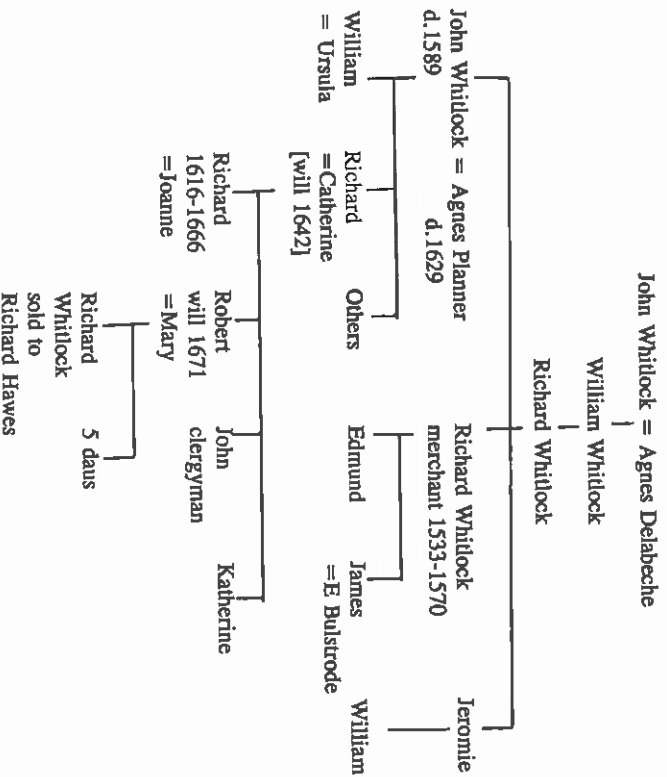 John Whitlock = Agnes Delabeche
William Whitlock
Richard Whitlock
John Whitlock = Agnes Planner
d.1589
d.1629
Richard Whitlock
merchant 1533-1570
Jeromie
William
= Ursula
Richard
=Catherine
[will 1642]
Others
Edmund
James
=E Bulstrode
William
Richard
1616-1666
=Joanne
Robert
will 1671
=Mary
John
clergyman
Katherine
Richard
Whitlock
sold to
Richard Hawes
5 daus